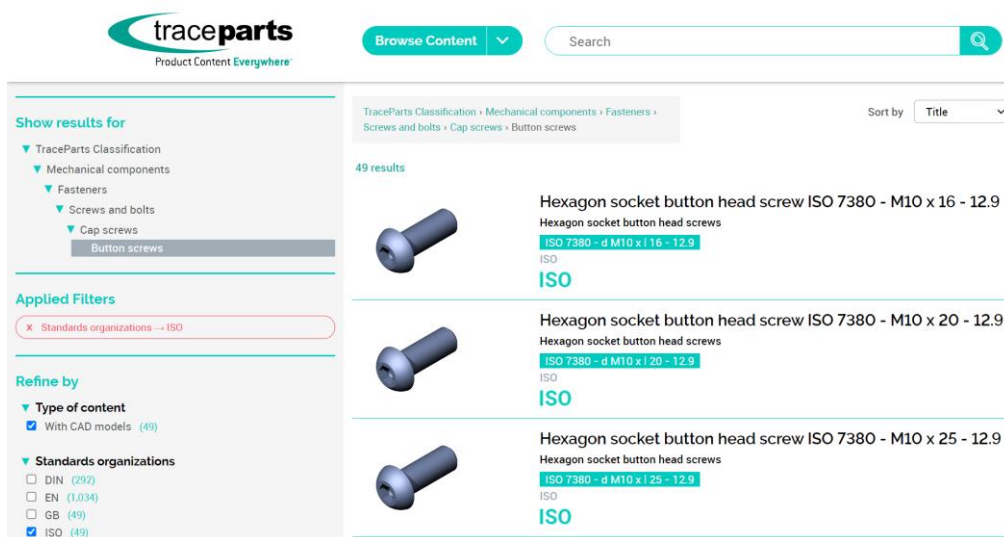 traceparts
Product Content Everywhere
Browse Content
Search
Show results for
TraceParts Classification
Mechanical components
Fasteners
Screws and bolts
Cap screws
Button screws
Applied Filters
x Standards organizations → ISO
Refine by
Type of content
With CAD models (49)
Standards organizations
DIN (292)
EN (1,034)
GB (49)
ISO (49)
TraceParts Classification › Mechanical components › Fasteners ›
Screws and bolts › Cap screws › Button screws
Sort by Title
49 results
Hexagon socket button head screw ISO 7380 - M10 x 16 - 12.9
Hexagon socket button head screws
ISO 7380 - d M10 x l 16 - 12.9
ISO
ISO
Hexagon socket button head screw ISO 7380 - M10 x 20 - 12.9
Hexagon socket button head screws
ISO 7380 - d M10 x l 20 - 12.9
ISO
ISO
Hexagon socket button head screw ISO 7380 - M10 x 25 - 12.9
Hexagon socket button head screws
ISO 7380 - d M10 x l 25 - 12.9
ISO
ISO